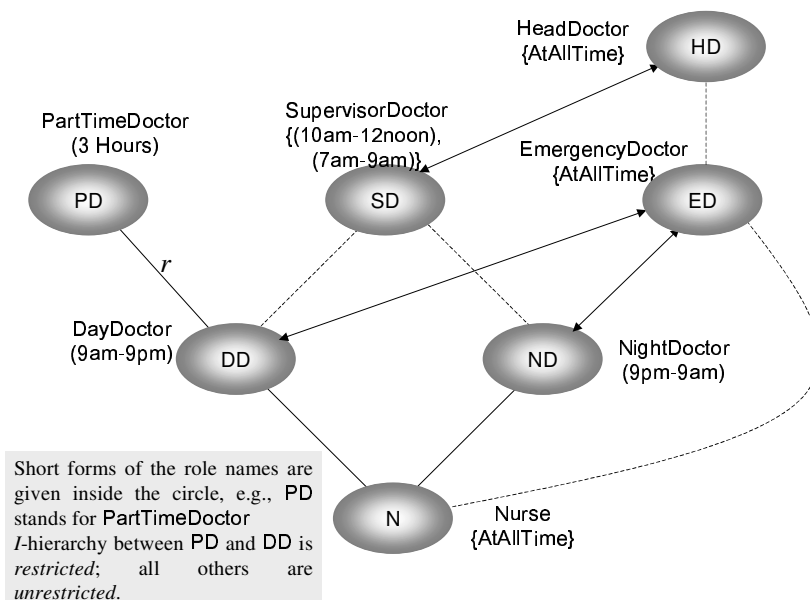 HeadDoctor
{AtAllTime}
HD
SupervisorDoctor
{(10am-12noon),
(7am-9am)}
PartTimeDoctor
(3 Hours)
EmergencyDoctor
{AtAllTime}
PD
SD
ED
r
DayDoctor
(9am-9pm)
DD
ND
NightDoctor
(9pm-9am)
Short forms of the role names are
given inside the circle, e.g., PD
stands for PartTimeDoctor
I-hierarchy between PD and DD is
restricted; all others are
unrestricted.
N
Nurse
{AtAllTime}